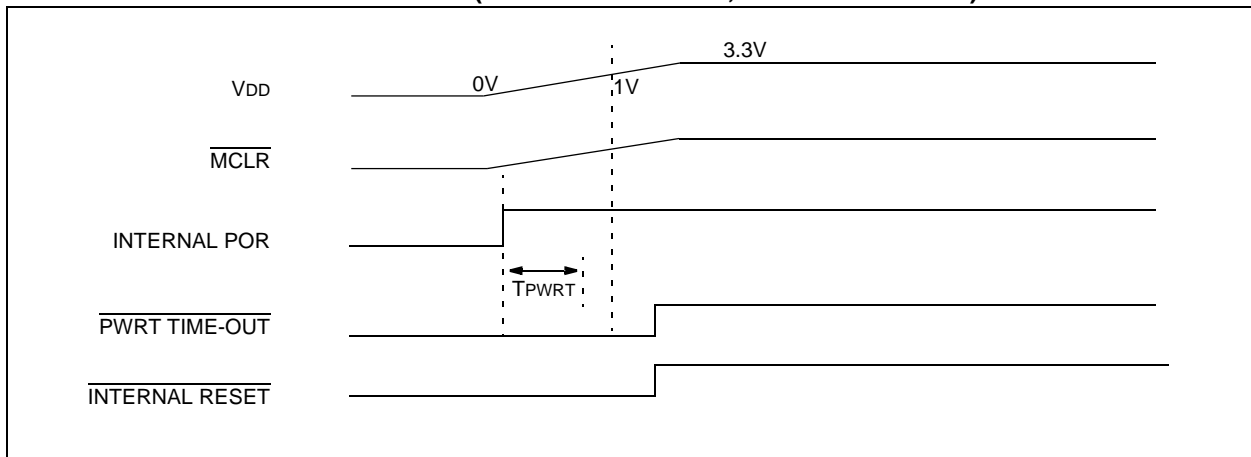 3.3V
VDD
0V
1V
MCLR
INTERNAL POR
TPWRT
PWRT TIME-OUT
INTERNAL RESET